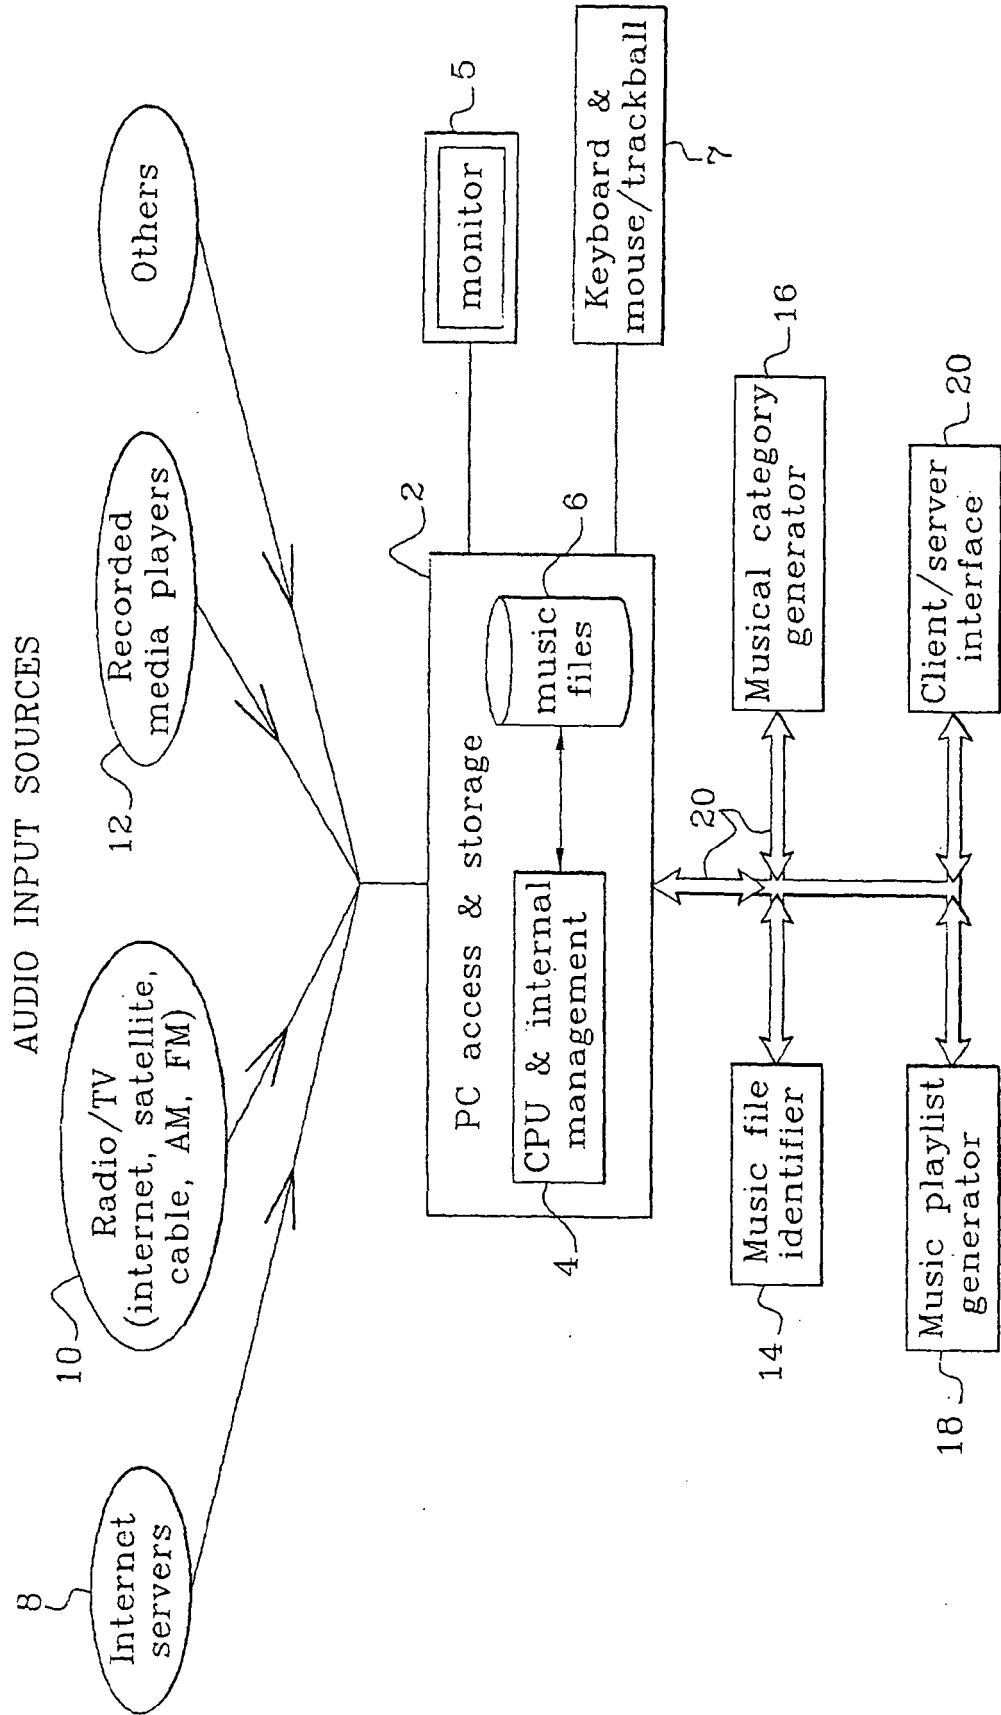 AUDIO INPUT SOURCES
8
Internet
servers
10
Radio/TV
(internet, satellite,
cable, AM, FM)
12
Recorded
media players
Others
2
PC access & storage
4
CPU & internal
management
6
music
files
monitor
5
Keyboard &
mouse/trackball
7
20
14
Music file
identifier
Musical category
generator
16
18
Music playlist
generator
Client/server
interface
20